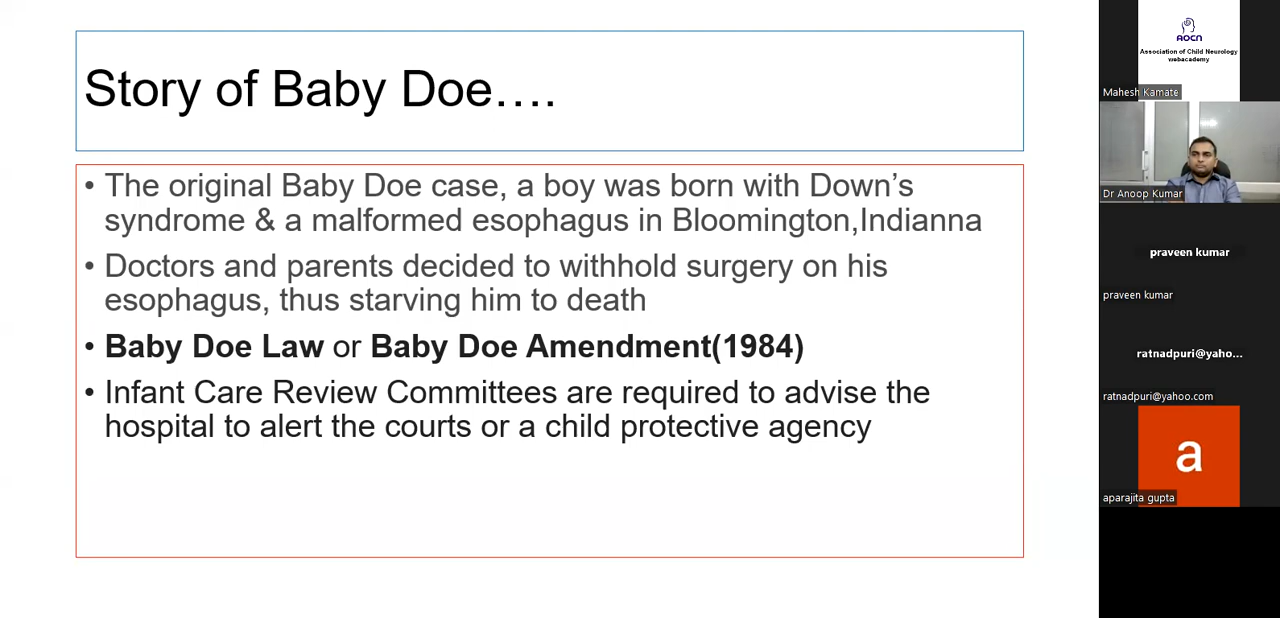 Story of Baby Doe....
• The original Baby Doe case, a boy was born with Down's
syndrome & a malformed esophagus in Bloomington,Indianna
• Doctors and parents decided to withhold surgery on his
esophagus, thus starving him to death
• Baby Doe Law or Baby Doe Amendment(1984)
• Infant Care Review Committees are required to advise the
hospital to alert the courts or a child protective agency
AOCN
Association of Child Neurology
webacademy
Mahesh Kamate
Dr Anoop Kumar
praveen kumar
praveen kumar
ratnadpuri@yaho...
ratnadpuri@yahoo.com
a
aparajita gupta